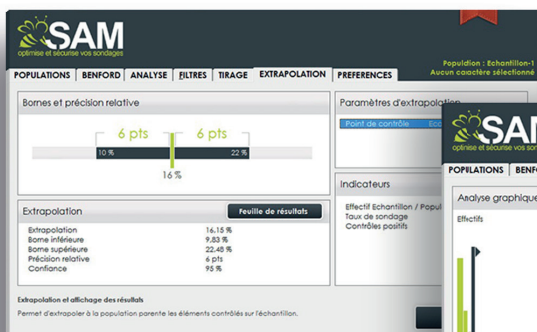 SAM
optimise et sécurise vos sondages
Populdion : Echantillon-1
Aucun caractère sélectionné
POPULATIONS BENFORD ANALYSE FILTRES TIRAGE EXTRAPOLATION PREFERENCES
Bornes et précision relative
6 pts 6 pts
10 % 22 %
16 %
Extrapolation
Feuille de résultats
Extrapolation 16,15 %
Borne inférieure 9,83 %
Borne supérieure 22,48 %
Précision relative 6 pts
Confiance 95 %
Extrapolation et affichage des résultats
Permet d'extrapoler à la population parente les éléments contrôlés sur l'échantillon.
Paramètres d'extrapolation
Point de contrôle
Indicateurs
Effectif Echantillon / Popul
Taux de sondage
Contrôles positifs
SAM
optimise et sécurise vos son
POPULATIONS BENFO
Analyse graphique
Effectifs